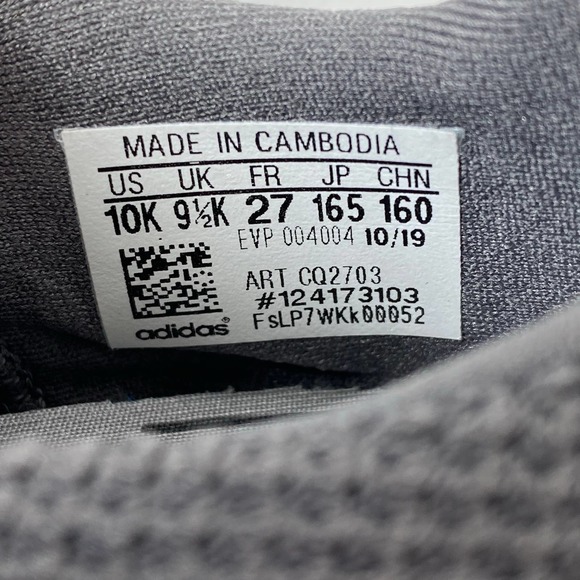 MADE IN CAMBODIA
US UK FR JP CHN
10K 9½K 27 165 160
EVP 004004 10/19
ART CQ2703
#124173103
adidas FsLP7WKk00052